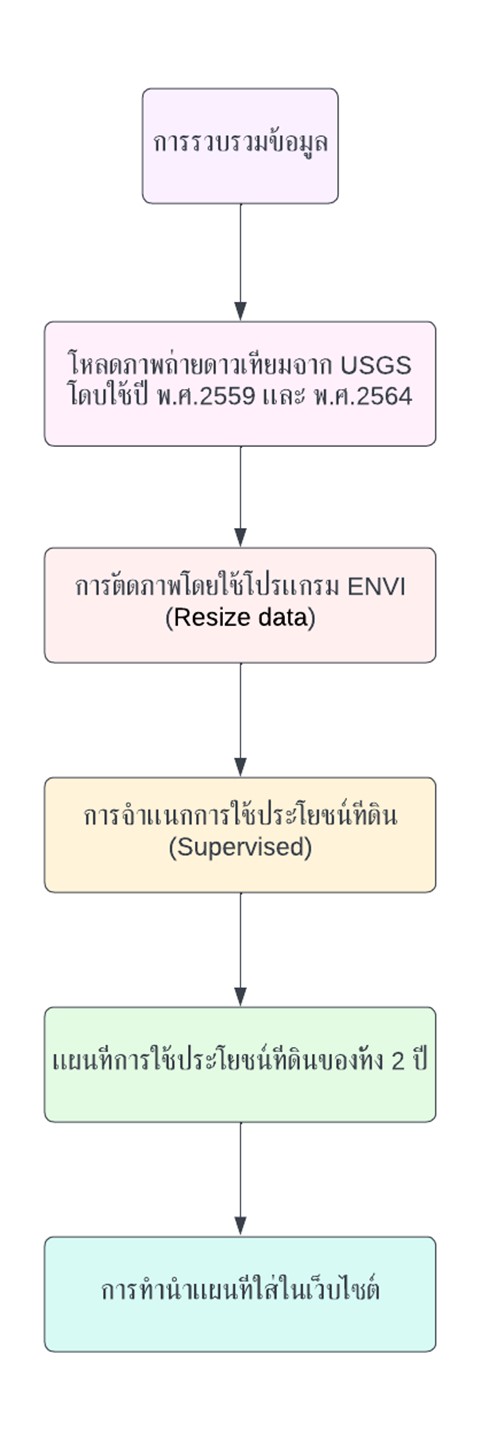 การรวบรวมข้อมูล
โหลดภาพถ่ายดาวเทียมจาก USGS
โดบใช้ปี พ.ศ.2559 และ พ.ศ.2564
การตัดภาพโดยใช้โปรแกรม ENVI
(Resize data)
การจำแนกการใช้ประโยชน์ที่ดิน
(Supervised)
แผนที่การใช้ประโยชน์ที่ดินของทั้ง 2 ปี
การทำนำแผนที่ใส่ในเว็บไซต์